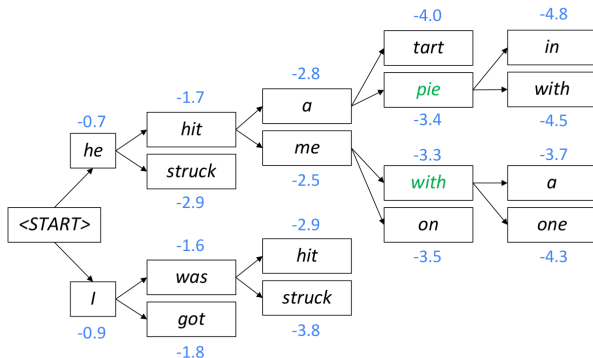 -4.0 -4.8
tart in
-2.8
-1.7 a pie with
-0.7 hit -3.4 -4.5
he me -3.3 -3.7
struck -2.5 with a
-2.9
<START> -2.9 on one
-1.6 hit -3.5 -4.3
was
I struck
got -3.8
-0.9
-1.8